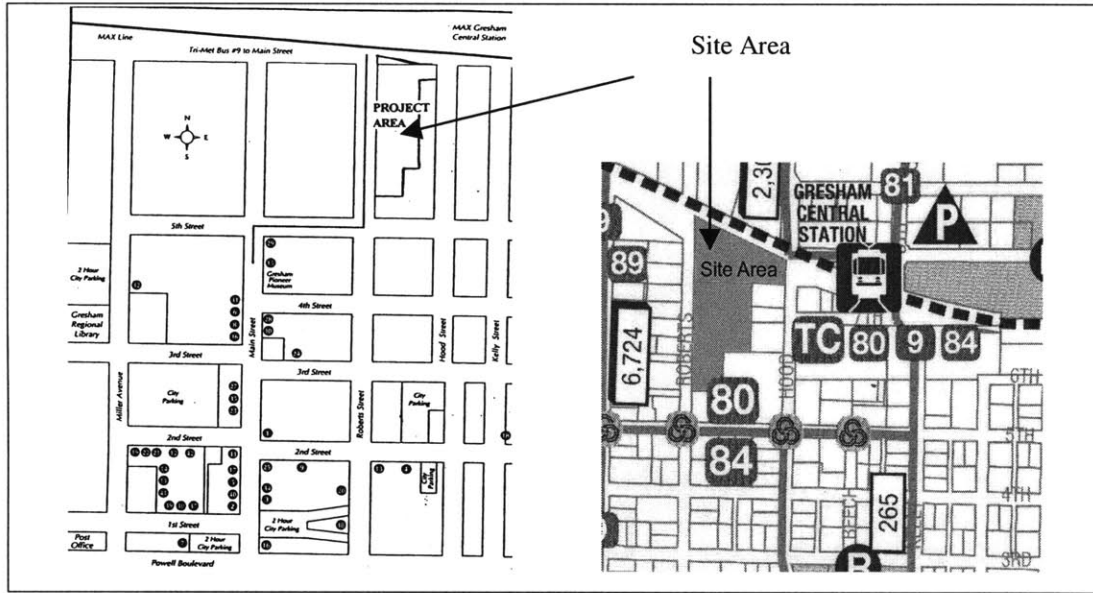 MAX Line
MAX Gresham
Central Station
Tri-Met Bus #9 to Main Street
PROJECT
AREA
N
W E
S
5th Street
2 Hour
City Parking
Gresham
Pioneer
Museum
4th Street
Gresham
Regional
Library
Main Street
Hood Street
Kelly Street
3rd Street
3rd Street
Miller Avenue
City
Parking
Roberts Street
City
Parking
2nd Street
2nd Street
City
Parking
2 Hour
City Parking
1st Street
Post
Office
2 Hour
City Parking
Powell Boulevard
Site Area
81
GRESHAM
CENTRAL
STATION
P
89
Site Area
6,724
ROBERTS
HOOD
TC
80
9
84
6TH
80
5TH
84
4TH
BEECH
265
3RD